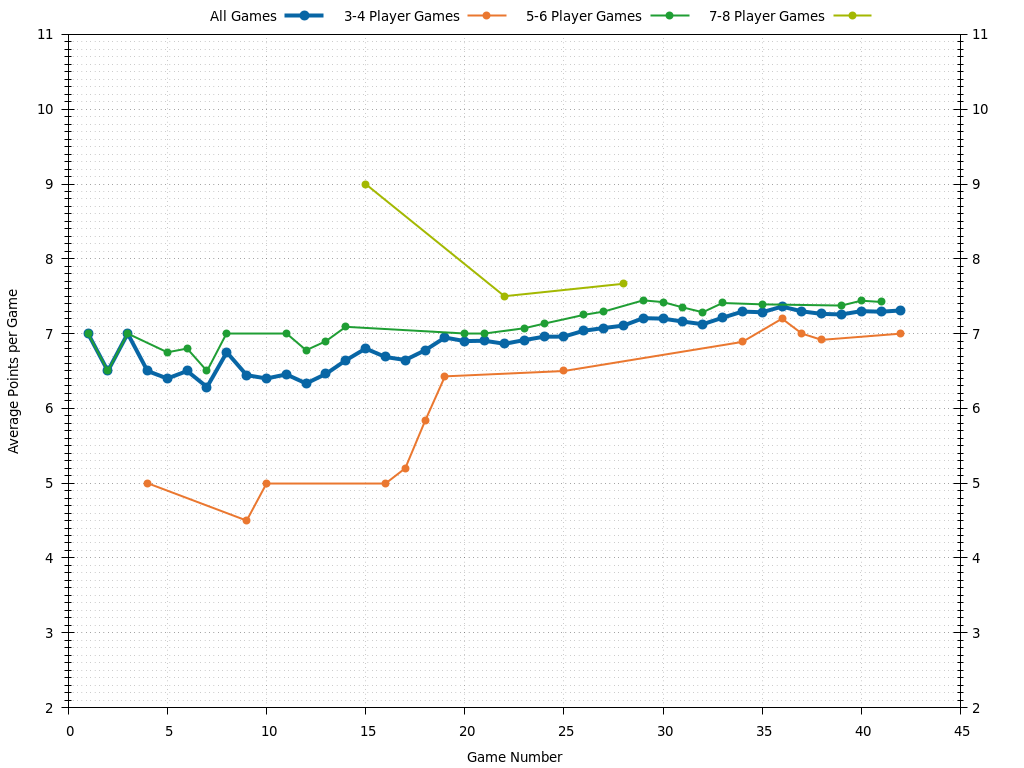 All Games 3-4 Player Games 5-6 Player Games 7-8 Player Games
11 11
10 10
9 9
8 8
7 7
6 6
5 5
4 4
3 3
2 2
Average Points per Game
0 5 10 15 20 25 30 35 40 45
Game Number